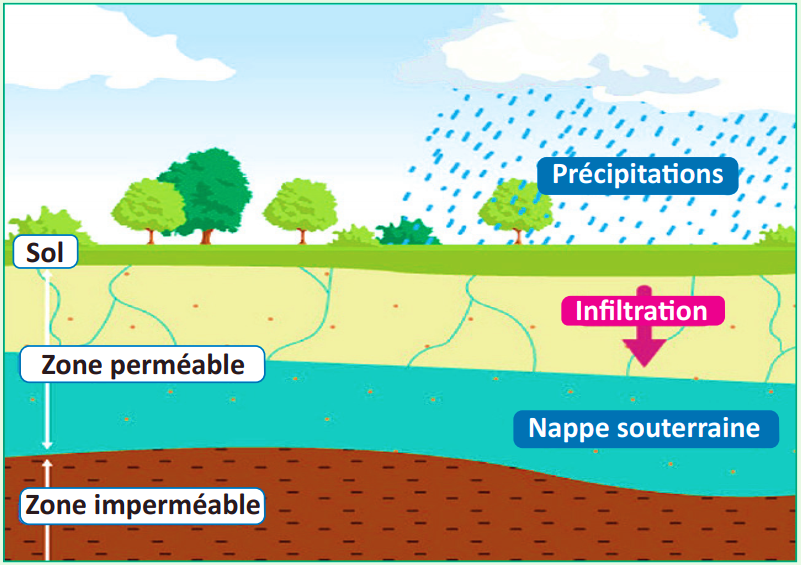 Précipitations
Sol
Infiltration
Zone perméable
Nappe souterraine
Zone imperméable